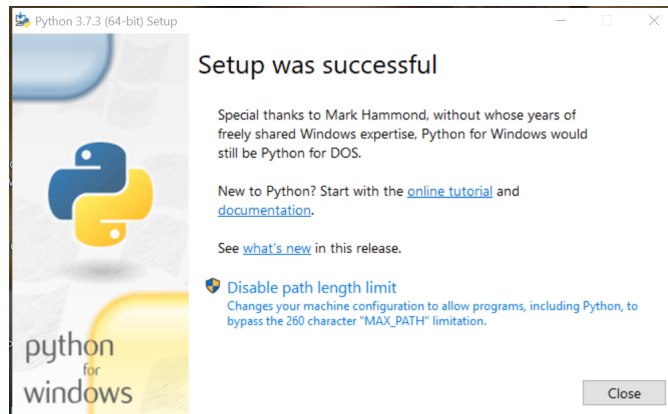 Python 3.7.3 (64-bit) Setup
Setup was successful
Special thanks to Mark Hammond, without whose years of
freely shared Windows expertise, Python for Windows would
still be Python for DOS.
New to Python? Start with the online tutorial and
documentation.
See what's new in this release.
Disable path length limit
Changes your machine configuration to allow programs, including Python, to
bypass the 260 character "MAX_PATH" limitation.
python
for
windows
Close